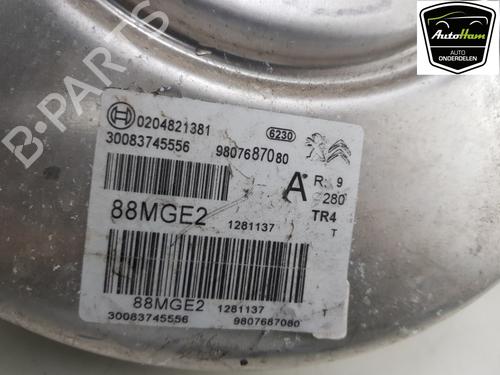 AutoHam
AUTO
ONDERDELEN
B-PARTS
0204821381
6230
30083745556
9807687080
A
R. 9
280
TR4
T
88MGE2
1281137
88MGE2
1281137
T
30083745556
9807687080